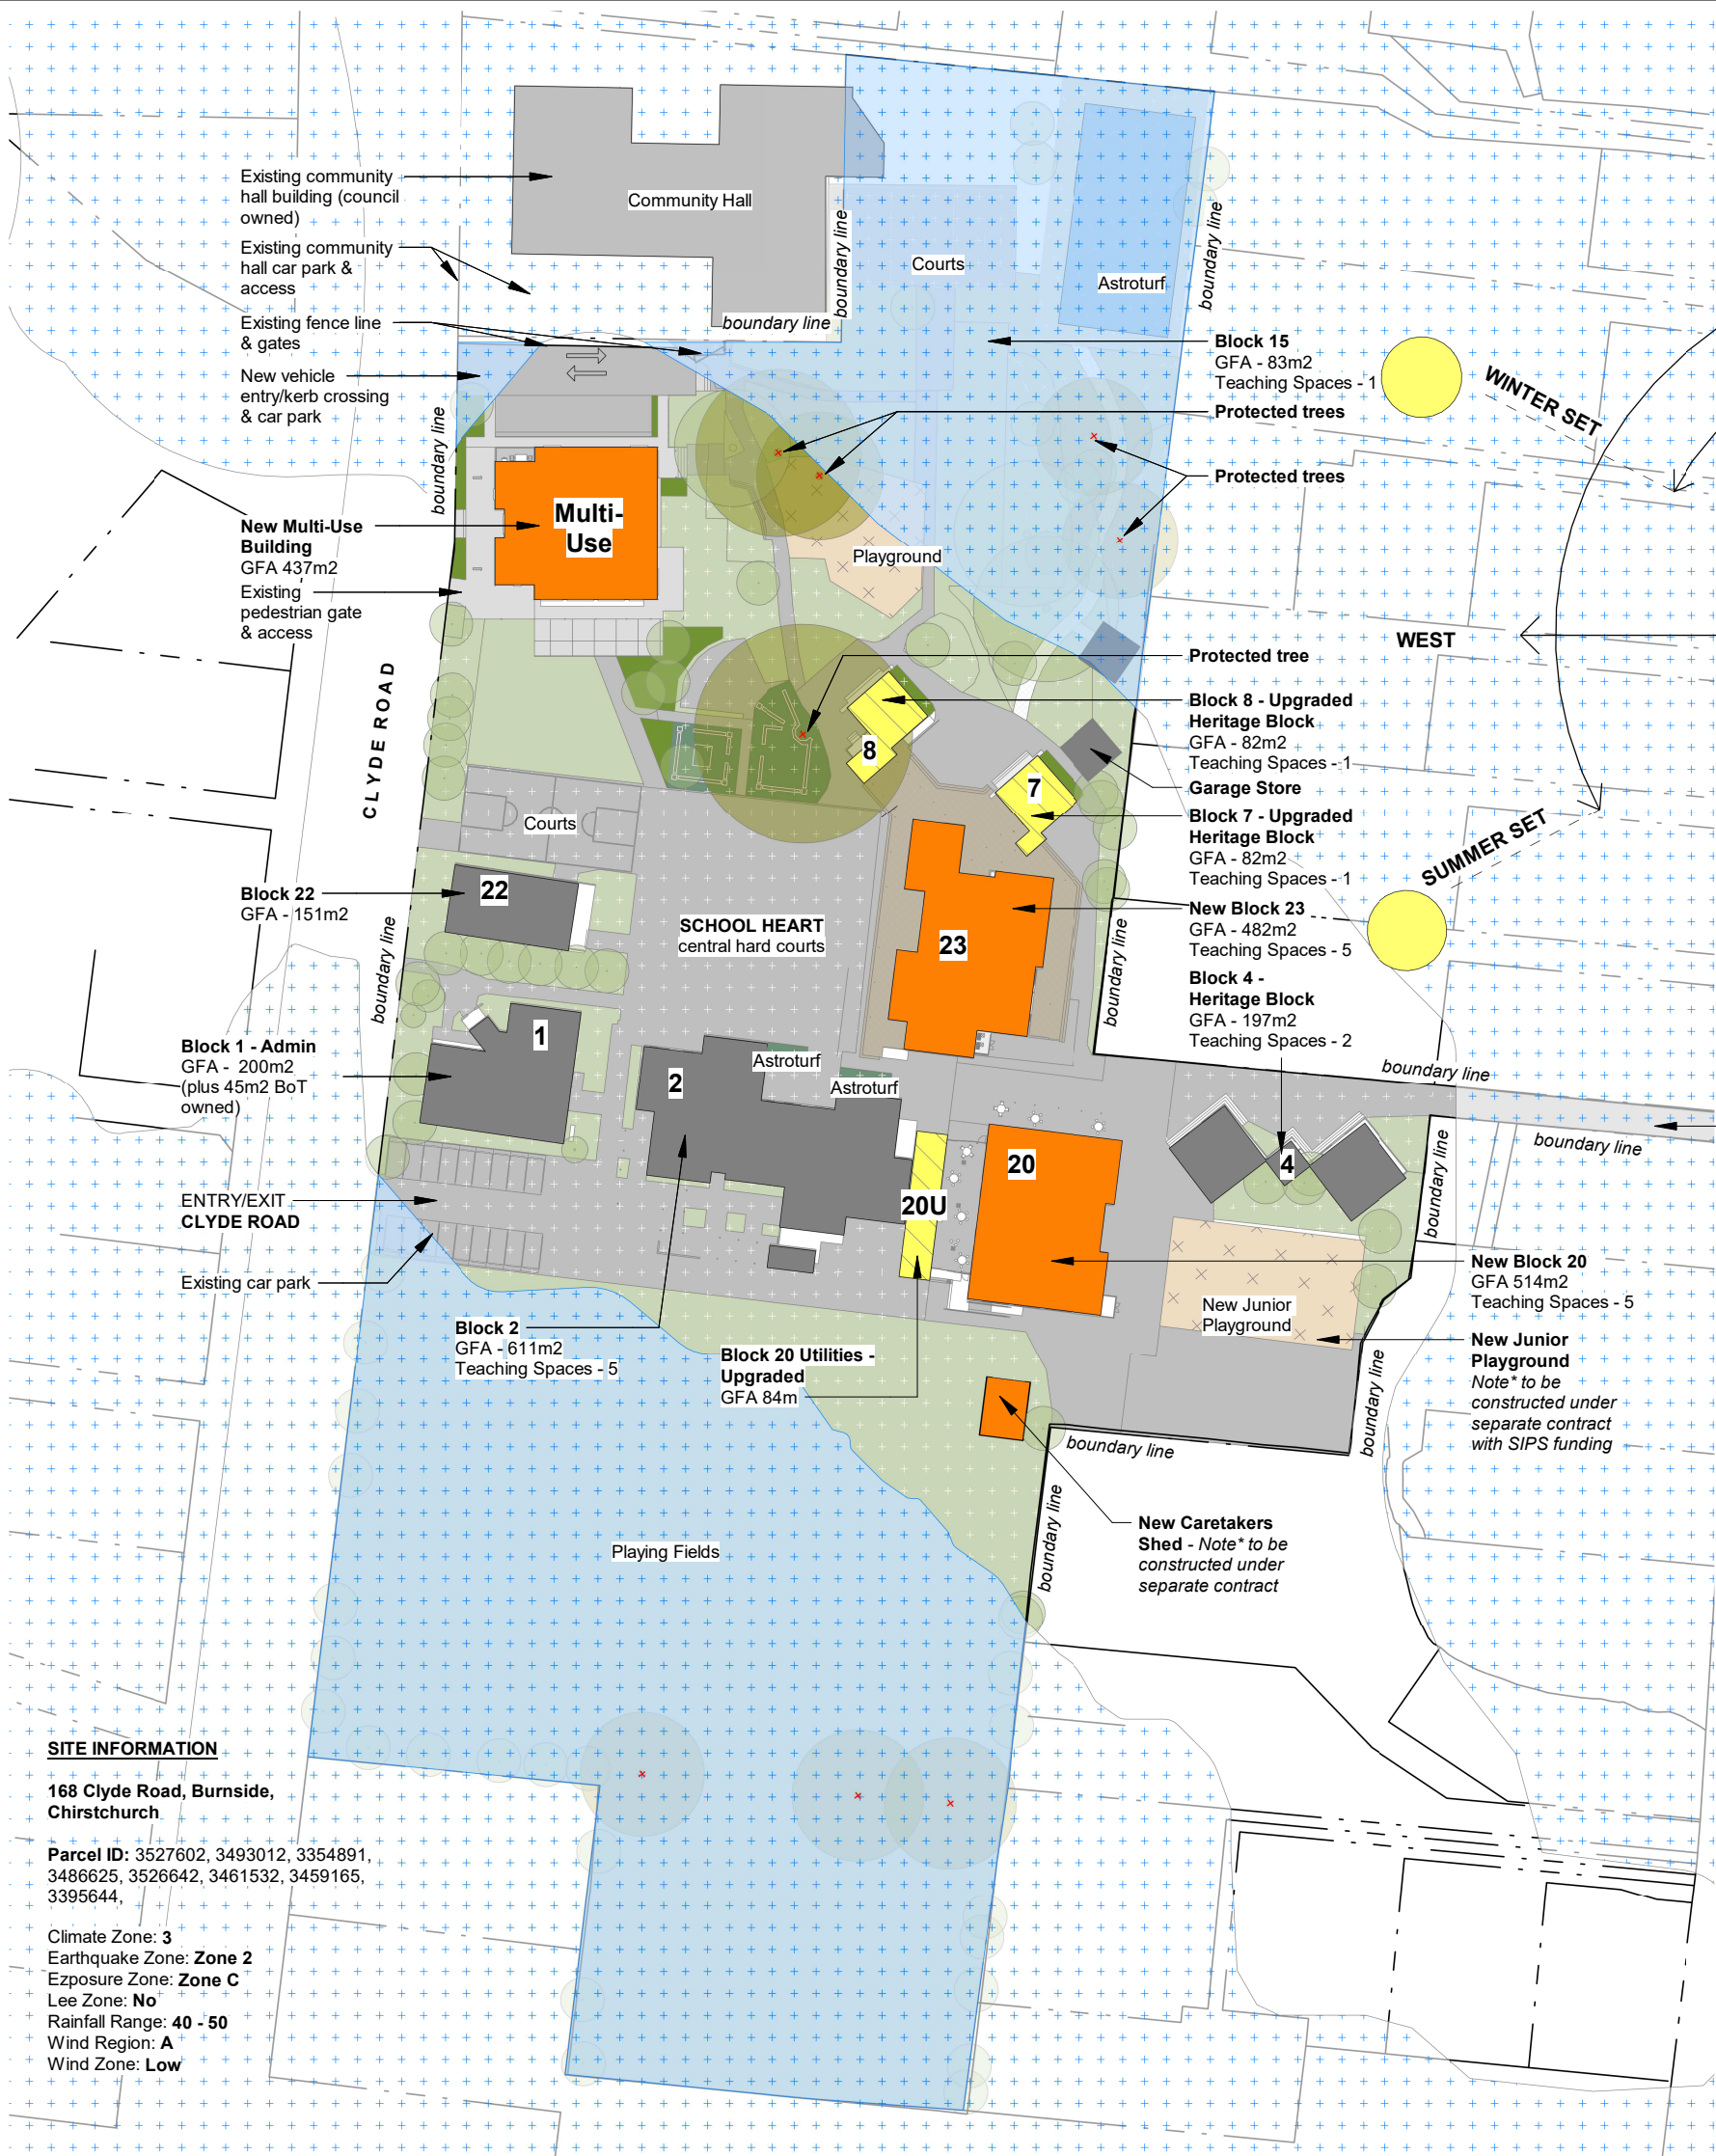 Existing community
hall building (council
owned)
Existing community
hall car park &
access
Existing fence line
& gates
New vehicle
entry/kerb crossing
& car park
Community Hall
boundary line
boundary line
Courts
Astroturf
boundary line
Block 15
GFA - 83m2
Teaching Spaces - 1
Protected trees
Protected trees
WINTER SET
WEST
SUMMER SET
boundary line
New Multi-Use
Building
GFA 437m2
Existing
pedestrian gate
& access
Multi-
Use
Playground
CLYDE ROAD
Protected tree
Block 8 - Upgraded
Heritage Block
GFA - 82m2
Teaching Spaces - 1
Garage Store
Block 7 - Upgraded
Heritage Block
GFA - 82m2
Teaching Spaces - 1
New Block 23
GFA - 482m2
Teaching Spaces - 5
Block 4 -
Heritage Block
GFA - 197m2
Teaching Spaces - 2
8
7
Courts
Block 22
GFA - 151m2
22
SCHOOL HEART
central hard courts
23
boundary line
boundary line
Block 1 - Admin
GFA - 200m2
(plus 45m2 BoT
owned)
1
2
Astroturf
Astroturf
boundary line
boundary line
boundary line
20
4
20U
ENTRY/EXIT
CLYDE ROAD
Existing car park
Block 2
GFA - 611m2
Teaching Spaces - 5
Block 20 Utilities -
Upgraded
GFA 84m
New Junior
Playground
New Block 20
GFA 514m2
Teaching Spaces - 5
New Junior
Playground
Note* to be
constructed under
separate contract
with SIPS funding
boundary line
boundary line
boundary line
New Caretakers
Shed - Note* to be
constructed under
separate contract
Playing Fields
SITE INFORMATION
168 Clyde Road, Burnside,
Chirstchurch
Parcel ID: 3527602, 3493012, 3354891,
3486625, 3526642, 3461532, 3459165,
3395644,
Climate Zone: 3
Earthquake Zone: Zone 2
Ezposure Zone: Zone C
Lee Zone: No
Rainfall Range: 40 - 50
Wind Region: A
Wind Zone: Low